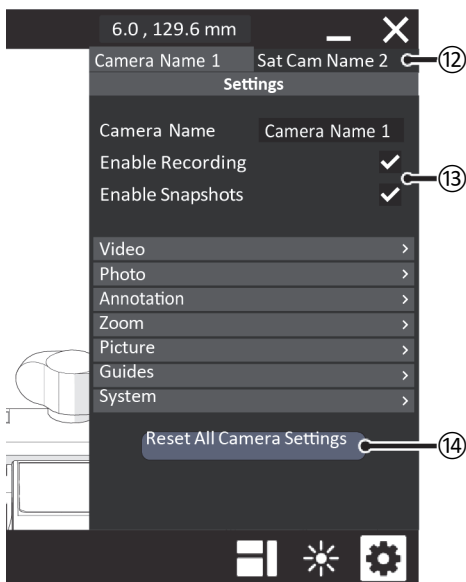 6.0 , 129.6 mm
Camera Name 1 Sat Cam Name 2 ⑫
Settings
Camera Name Camera Name 1
Enable Recording
⑬
Enable Snapshots
Video
Photo
Annotation
Zoom
Picture
Guides
System
Reset All Camera Settings ⑭